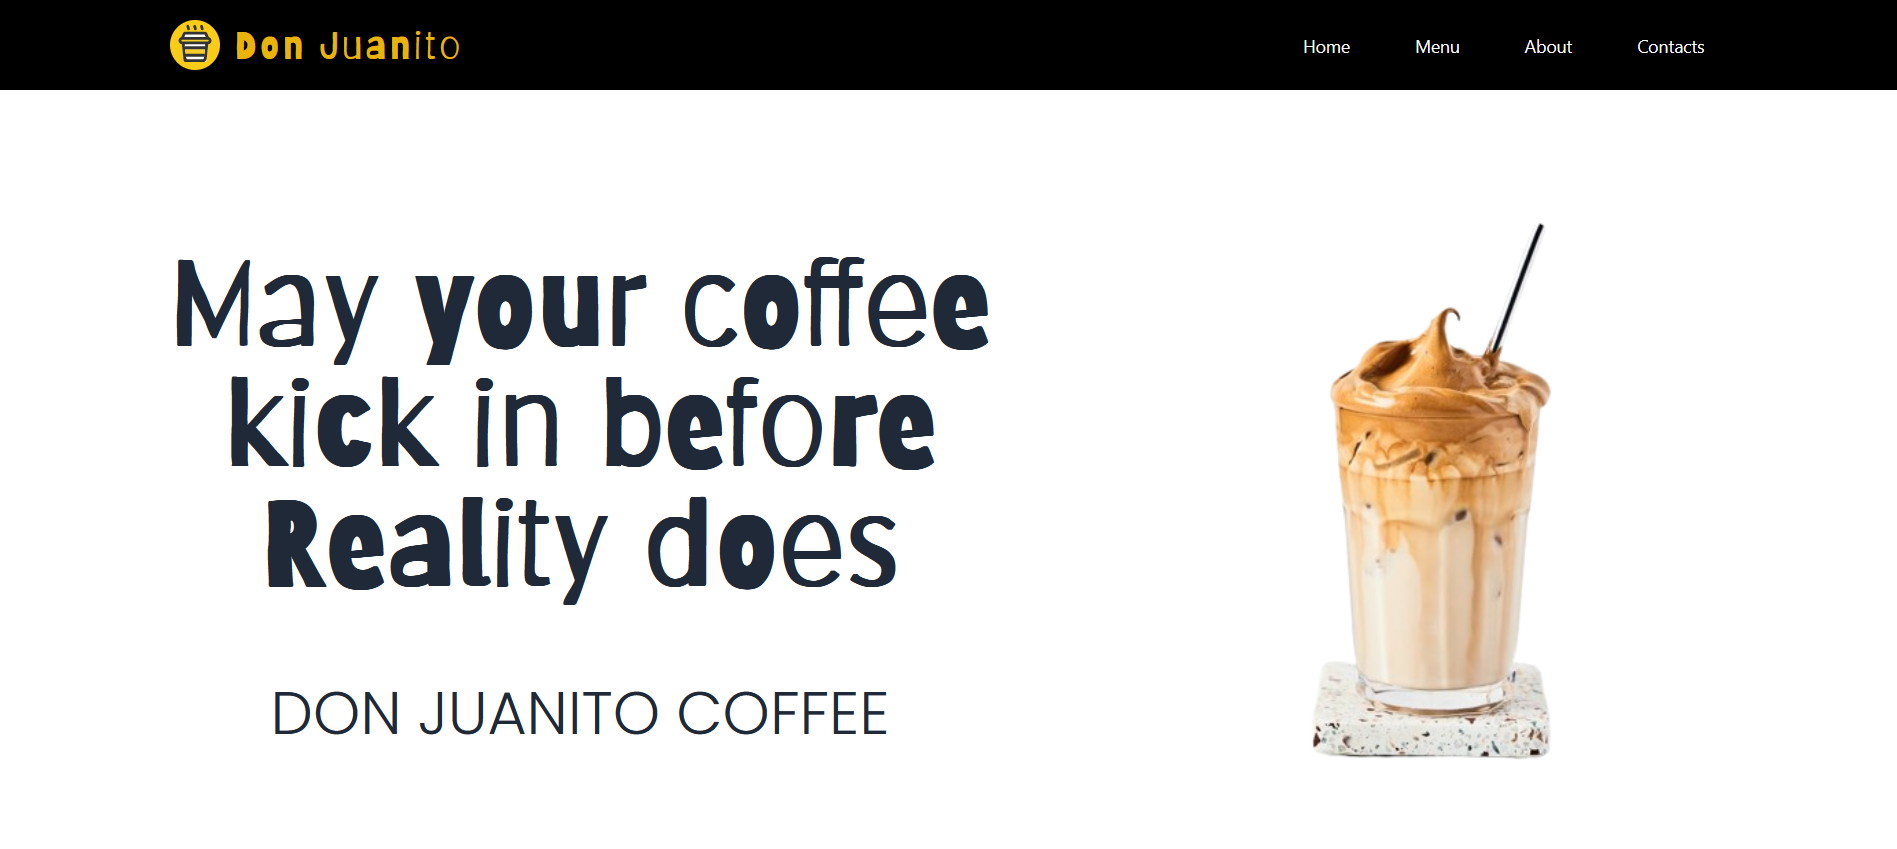 Don Juanito
Home Menu About Contacts
May your coffee
kick in before
Reality does
DON JUANITO COFFEE